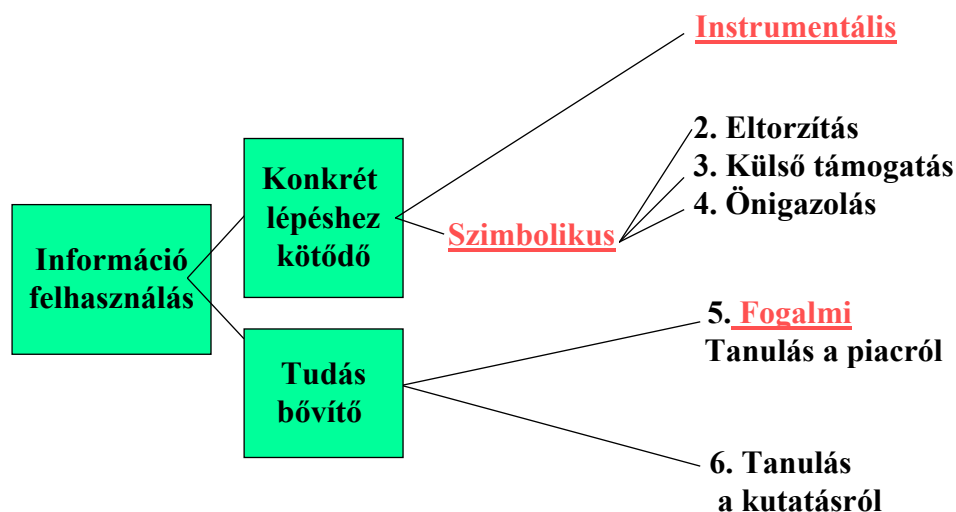 Instrumentális
2. Eltorzítás
3. Külső támogatás
4. Önigazolás
Konkrét
lépéshez
kötődő
Szimbolikus
Információ
felhasználás
5. Fogalmi
Tanulás a piacról
Tudás
bővítő
6. Tanulás
a kutatásról